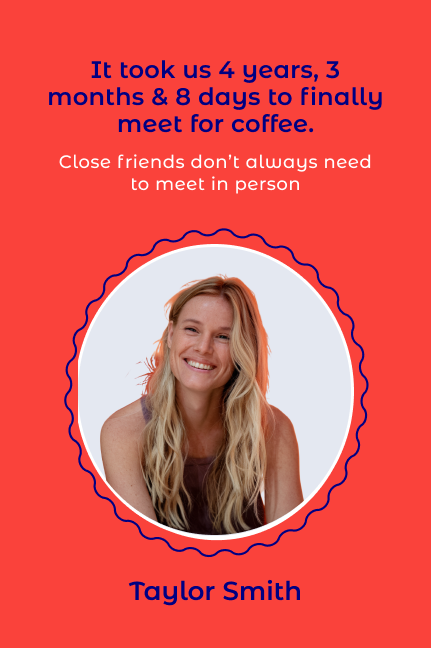 It took us 4 years, 3
months & 8 days to finally
meet for coffee.
Close friends don't always need
to meet in person
Taylor Smith